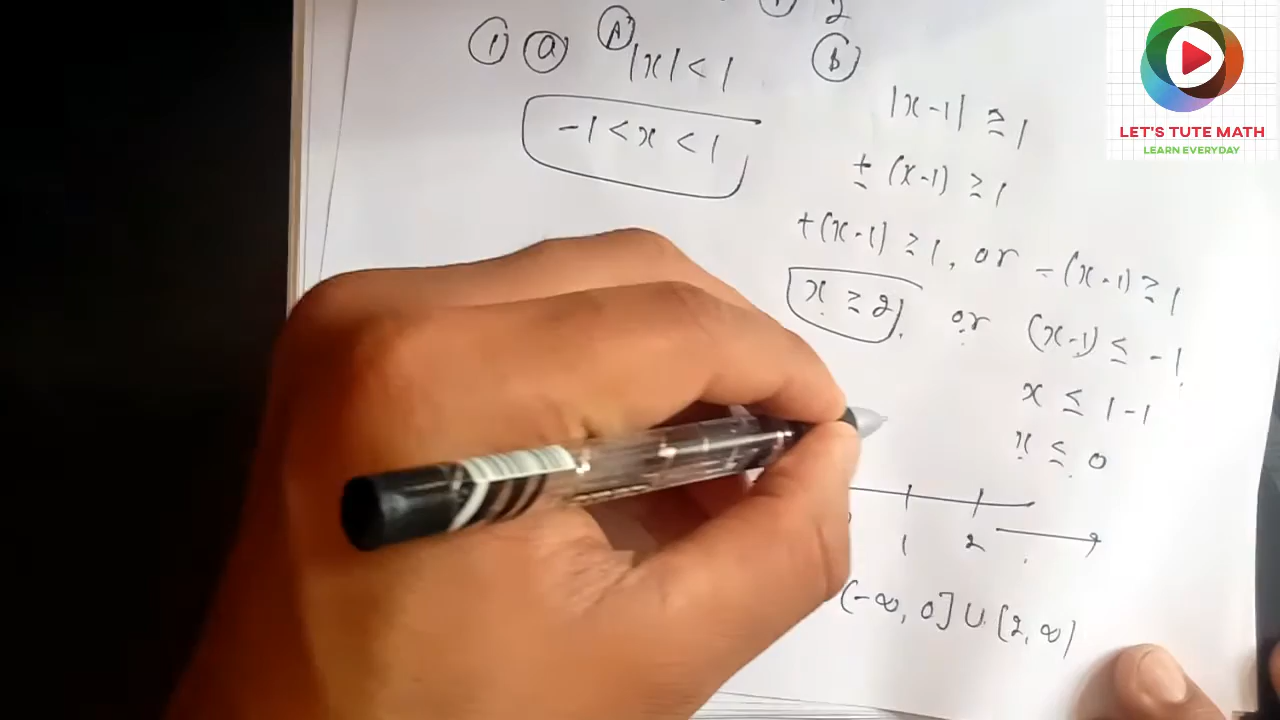 ① ⓐ Ⓐ |x| < 1
-1 < x < 1
Ⓑ
|x-1| ≥ 1
± (x-1) ≥ 1
+(x-1) ≥ 1, or -(x-1) ≥ 1
x ≥ 2, or (x-1) ≤ -1
x ≤ 1-1
x ≤ 0
1 2
(-∞, 0] ∪ [2, ∞)
LET'S TUTE MATH
LEARN EVERYDAY